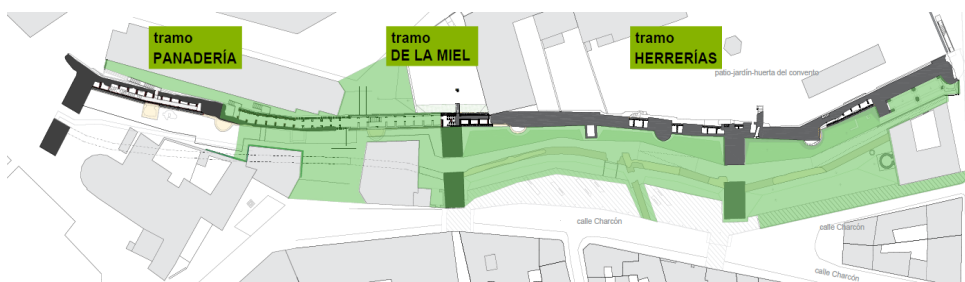 tramo
PANADERÍA
tramo
DE LA MIEL
tramo
HERRERÍAS
patio-jardín-huerta del convento
calle Charcón
calle Charcón
calle Charcón